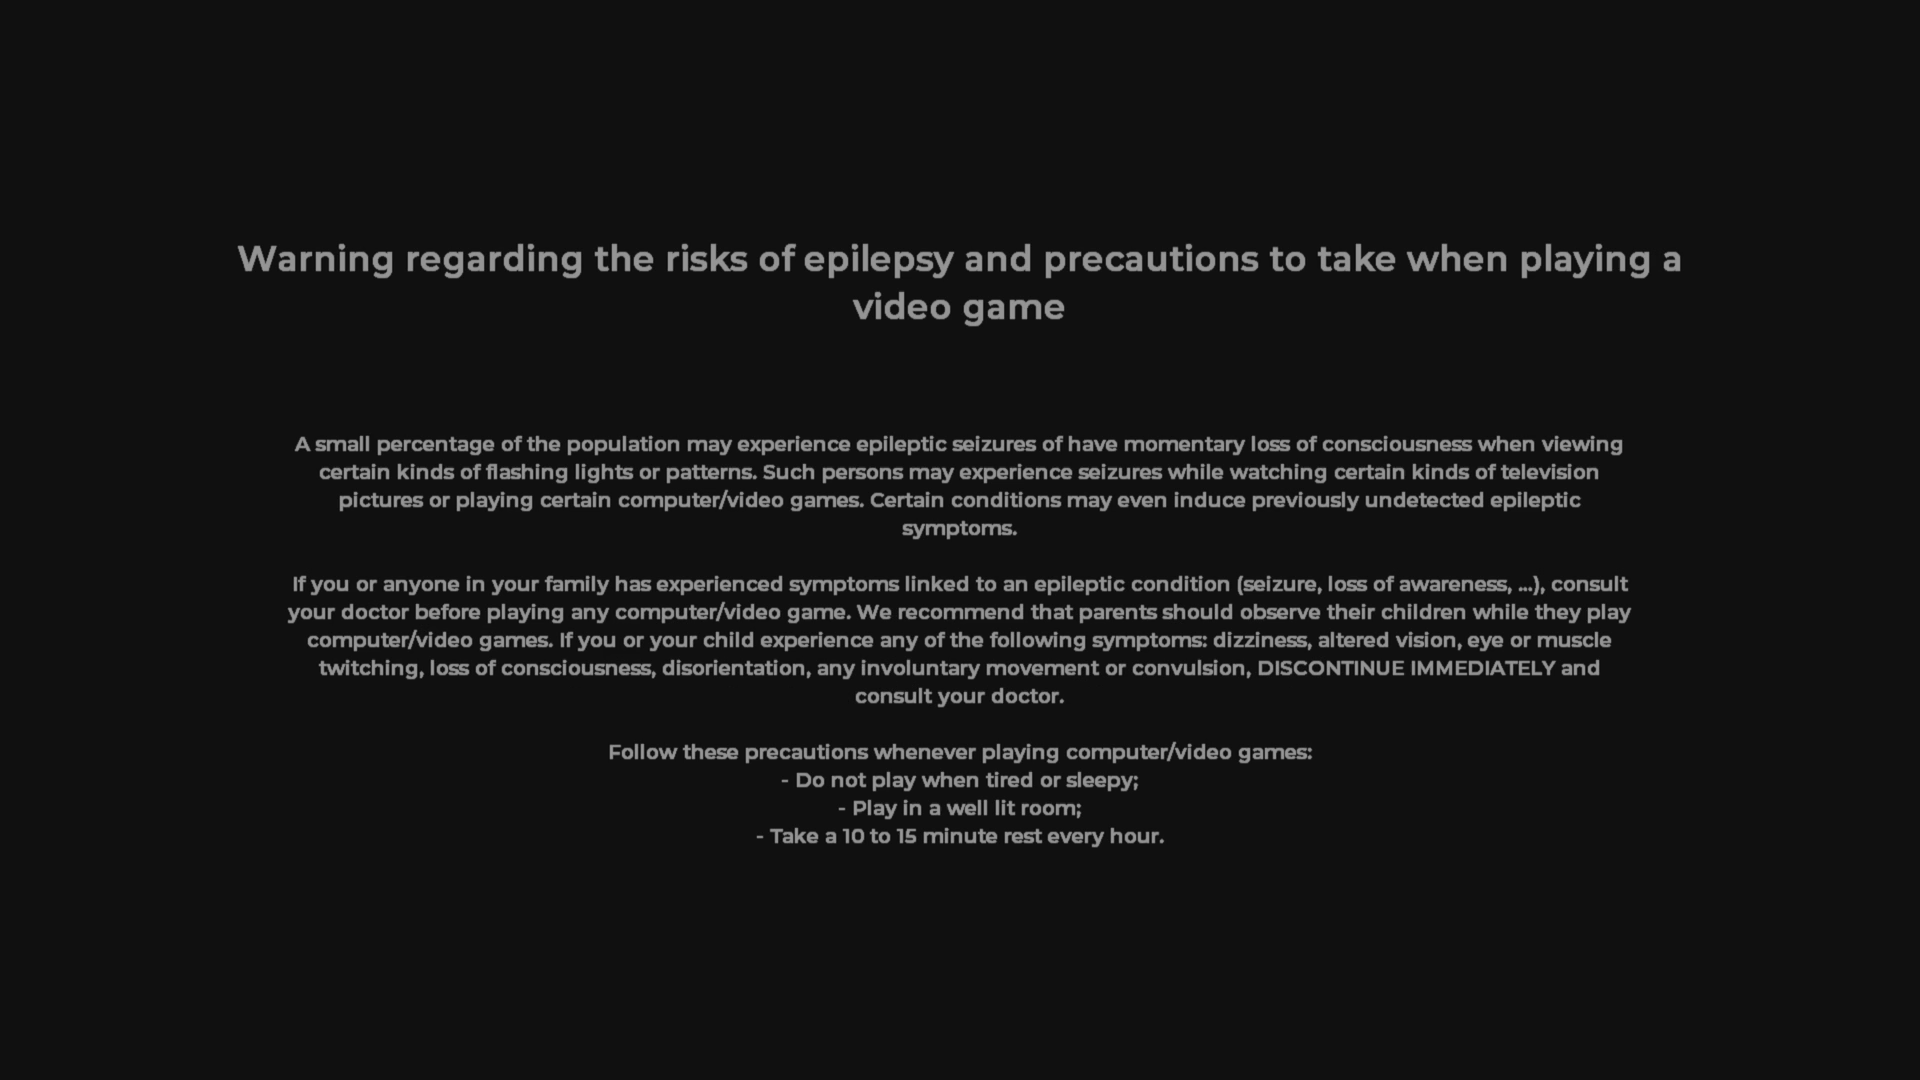 Warning regarding the risks of epilepsy and precautions to take when playing a
video game
A small percentage of the population may experience epileptic seizures of have momentary loss of consciousness when viewing
certain kinds of flashing lights or patterns. Such persons may experience seizures while watching certain kinds of television
pictures or playing certain computer/video games. Certain conditions may even induce previously undetected epileptic
symptoms.
If you or anyone in your family has experienced symptoms linked to an epileptic condition (seizure, loss of awareness, ...), consult
your doctor before playing any computer/video game. We recommend that parents should observe their children while they play
computer/video games. If you or your child experience any of the following symptoms: dizziness, altered vision, eye or muscle
twitching, loss of consciousness, disorientation, any involuntary movement or convulsion, DISCONTINUE IMMEDIATELY and
consult your doctor.
Follow these precautions whenever playing computer/video games:
- Do not play when tired or sleepy;
- Play in a well lit room;
- Take a 10 to 15 minute rest every hour.